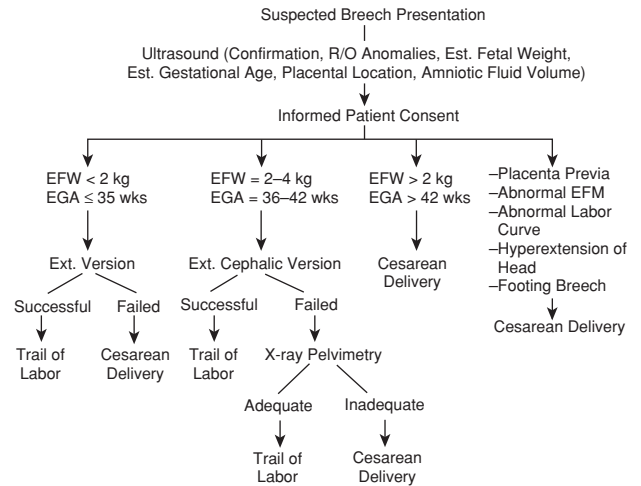 Suspected Breech Presentation
Ultrasound (Confirmation, R/O Anomalies, Est. Fetal Weight,
Est. Gestational Age, Placental Location, Amniotic Fluid Volume)
Informed Patient Consent
EFW < 2 kg
EGA ≤ 35 wks
EFW = 2–4 kg
EGA = 36–42 wks
EFW > 2 kg
EGA > 42 wks
–Placenta Previa
–Abnormal EFM
–Abnormal Labor
Curve
–Hyperextension of
Head
–Footing Breech
Ext. Version
Ext. Cephalic Version
Cesarean
Delivery
Cesarean Delivery
Successful
Failed
Successful
Failed
Trail of
Labor
Cesarean
Delivery
Trail of
Labor
X-ray Pelvimetry
Adequate
Inadequate
Trail of
Labor
Cesarean
Delivery